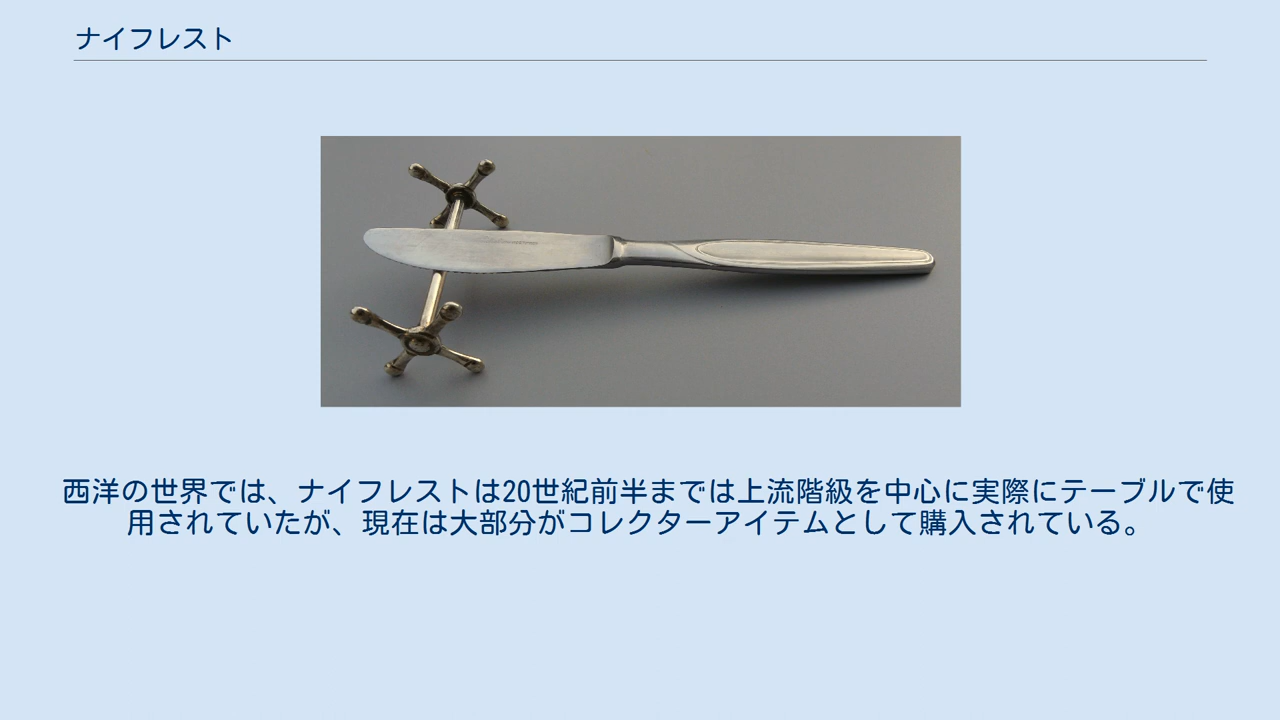 ナイフレスト
西洋の世界では、ナイフレストは20世紀前半までは上流階級を中心に実際にテーブルで使
用されていたが、現在は大部分がコレクターアイテムとして購入されている。